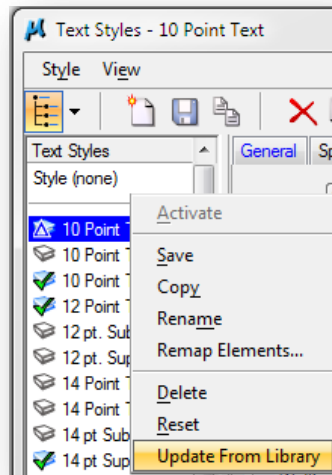 Text Styles - 10 Point Text
Style View
Text Styles
General
Style (none)
10 Point
10 Point
10 Point
12 Point
12 pt. Sub
12 pt. Sup
14 Point
14 Point
14 pt Sub
14 pt Sup
Activate
Save
Copy
Rename
Remap Elements...
Delete
Reset
Update From Library